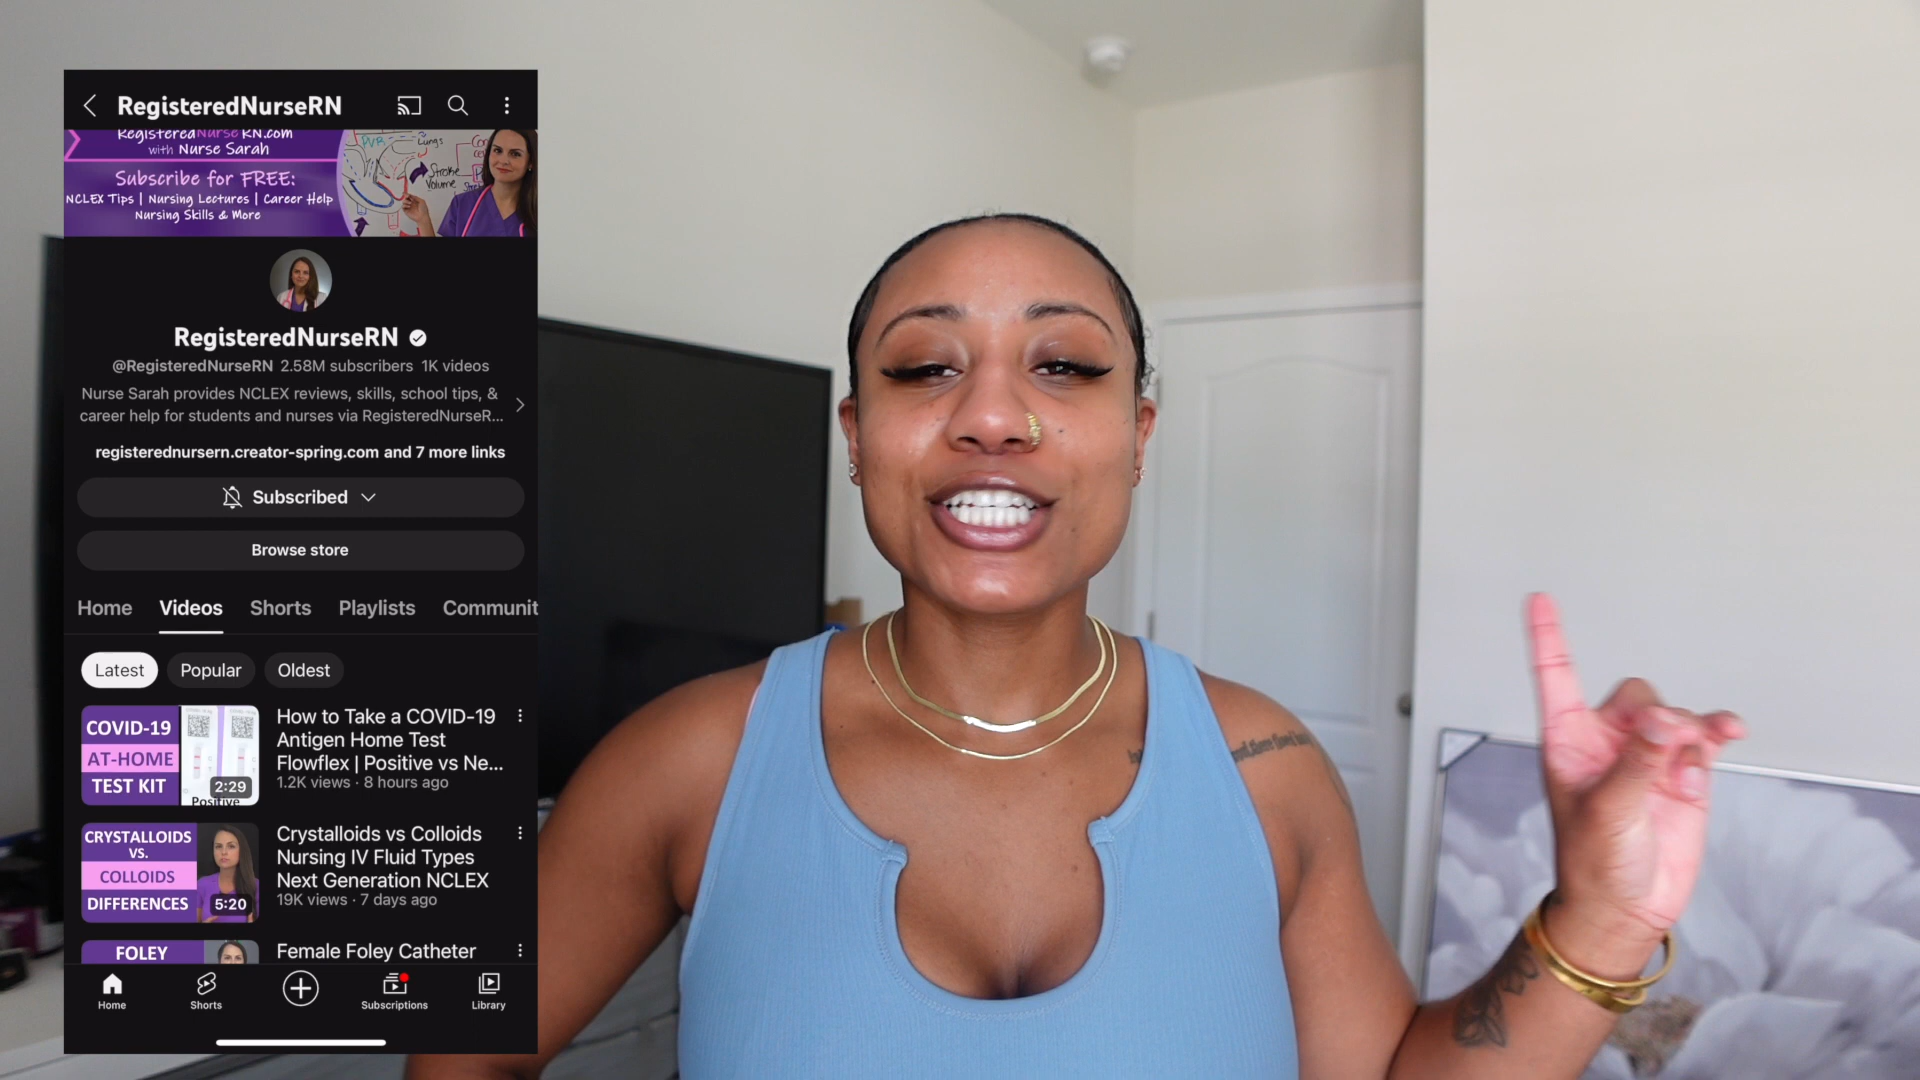 RegisteredNurseRN
RegisteredNurse RN.com
with Nurse Sarah
Subscribe for FREE:
NCLEX Tips | Nursing Lectures | Career Help
Nursing Skills & More
PVR
Lungs
Stroke
Volume
RegisteredNurseRN
@RegisteredNurseRN 2.58M subscribers 1K videos
Nurse Sarah provides NCLEX reviews, skills, school tips, &
career help for students and nurses via RegisteredNurseR...
registerednursern.creator-spring.com and 7 more links
Subscribed
Browse store
Home Videos Shorts Playlists Communit
Latest Popular Oldest
COVID-19
AT-HOME
TEST KIT
Positive
2:29
How to Take a COVID-19
Antigen Home Test
Flowflex | Positive vs Ne...
1.2K views · 8 hours ago
CRYSTALLOIDS
VS.
COLLOIDS
DIFFERENCES
5:20
Crystalloids vs Colloids
Nursing IV Fluid Types
Next Generation NCLEX
19K views · 7 days ago
FOLEY
Female Foley Catheter
Home Shorts Subscriptions Library